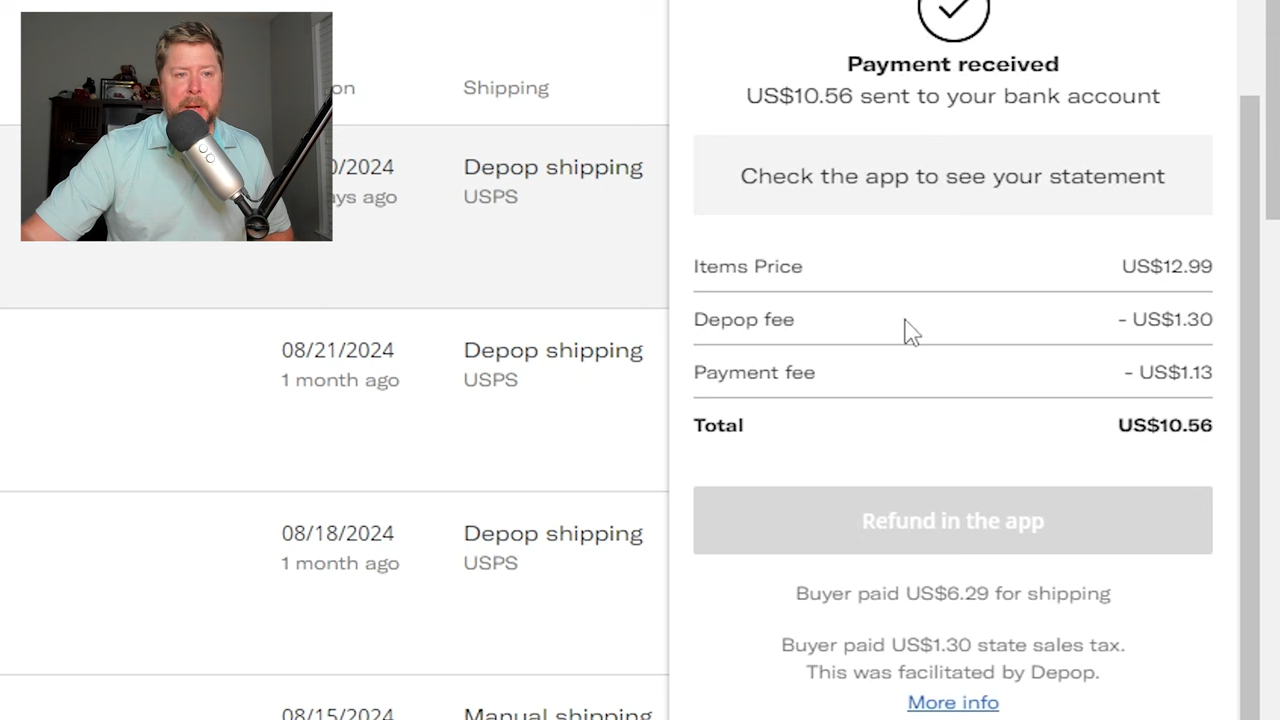 Shipping
Depop shipping
USPS
08/21/2024
1 month ago
Depop shipping
USPS
08/18/2024
1 month ago
Depop shipping
USPS
08/15/2024
Manual shipping
Payment received
US$10.56 sent to your bank account
Check the app to see your statement
Items Price US$12.99
Depop fee - US$1.30
Payment fee - US$1.13
Total US$10.56
Refund in the app
Buyer paid US$6.29 for shipping
Buyer paid US$1.30 state sales tax.
This was facilitated by Depop.
More info